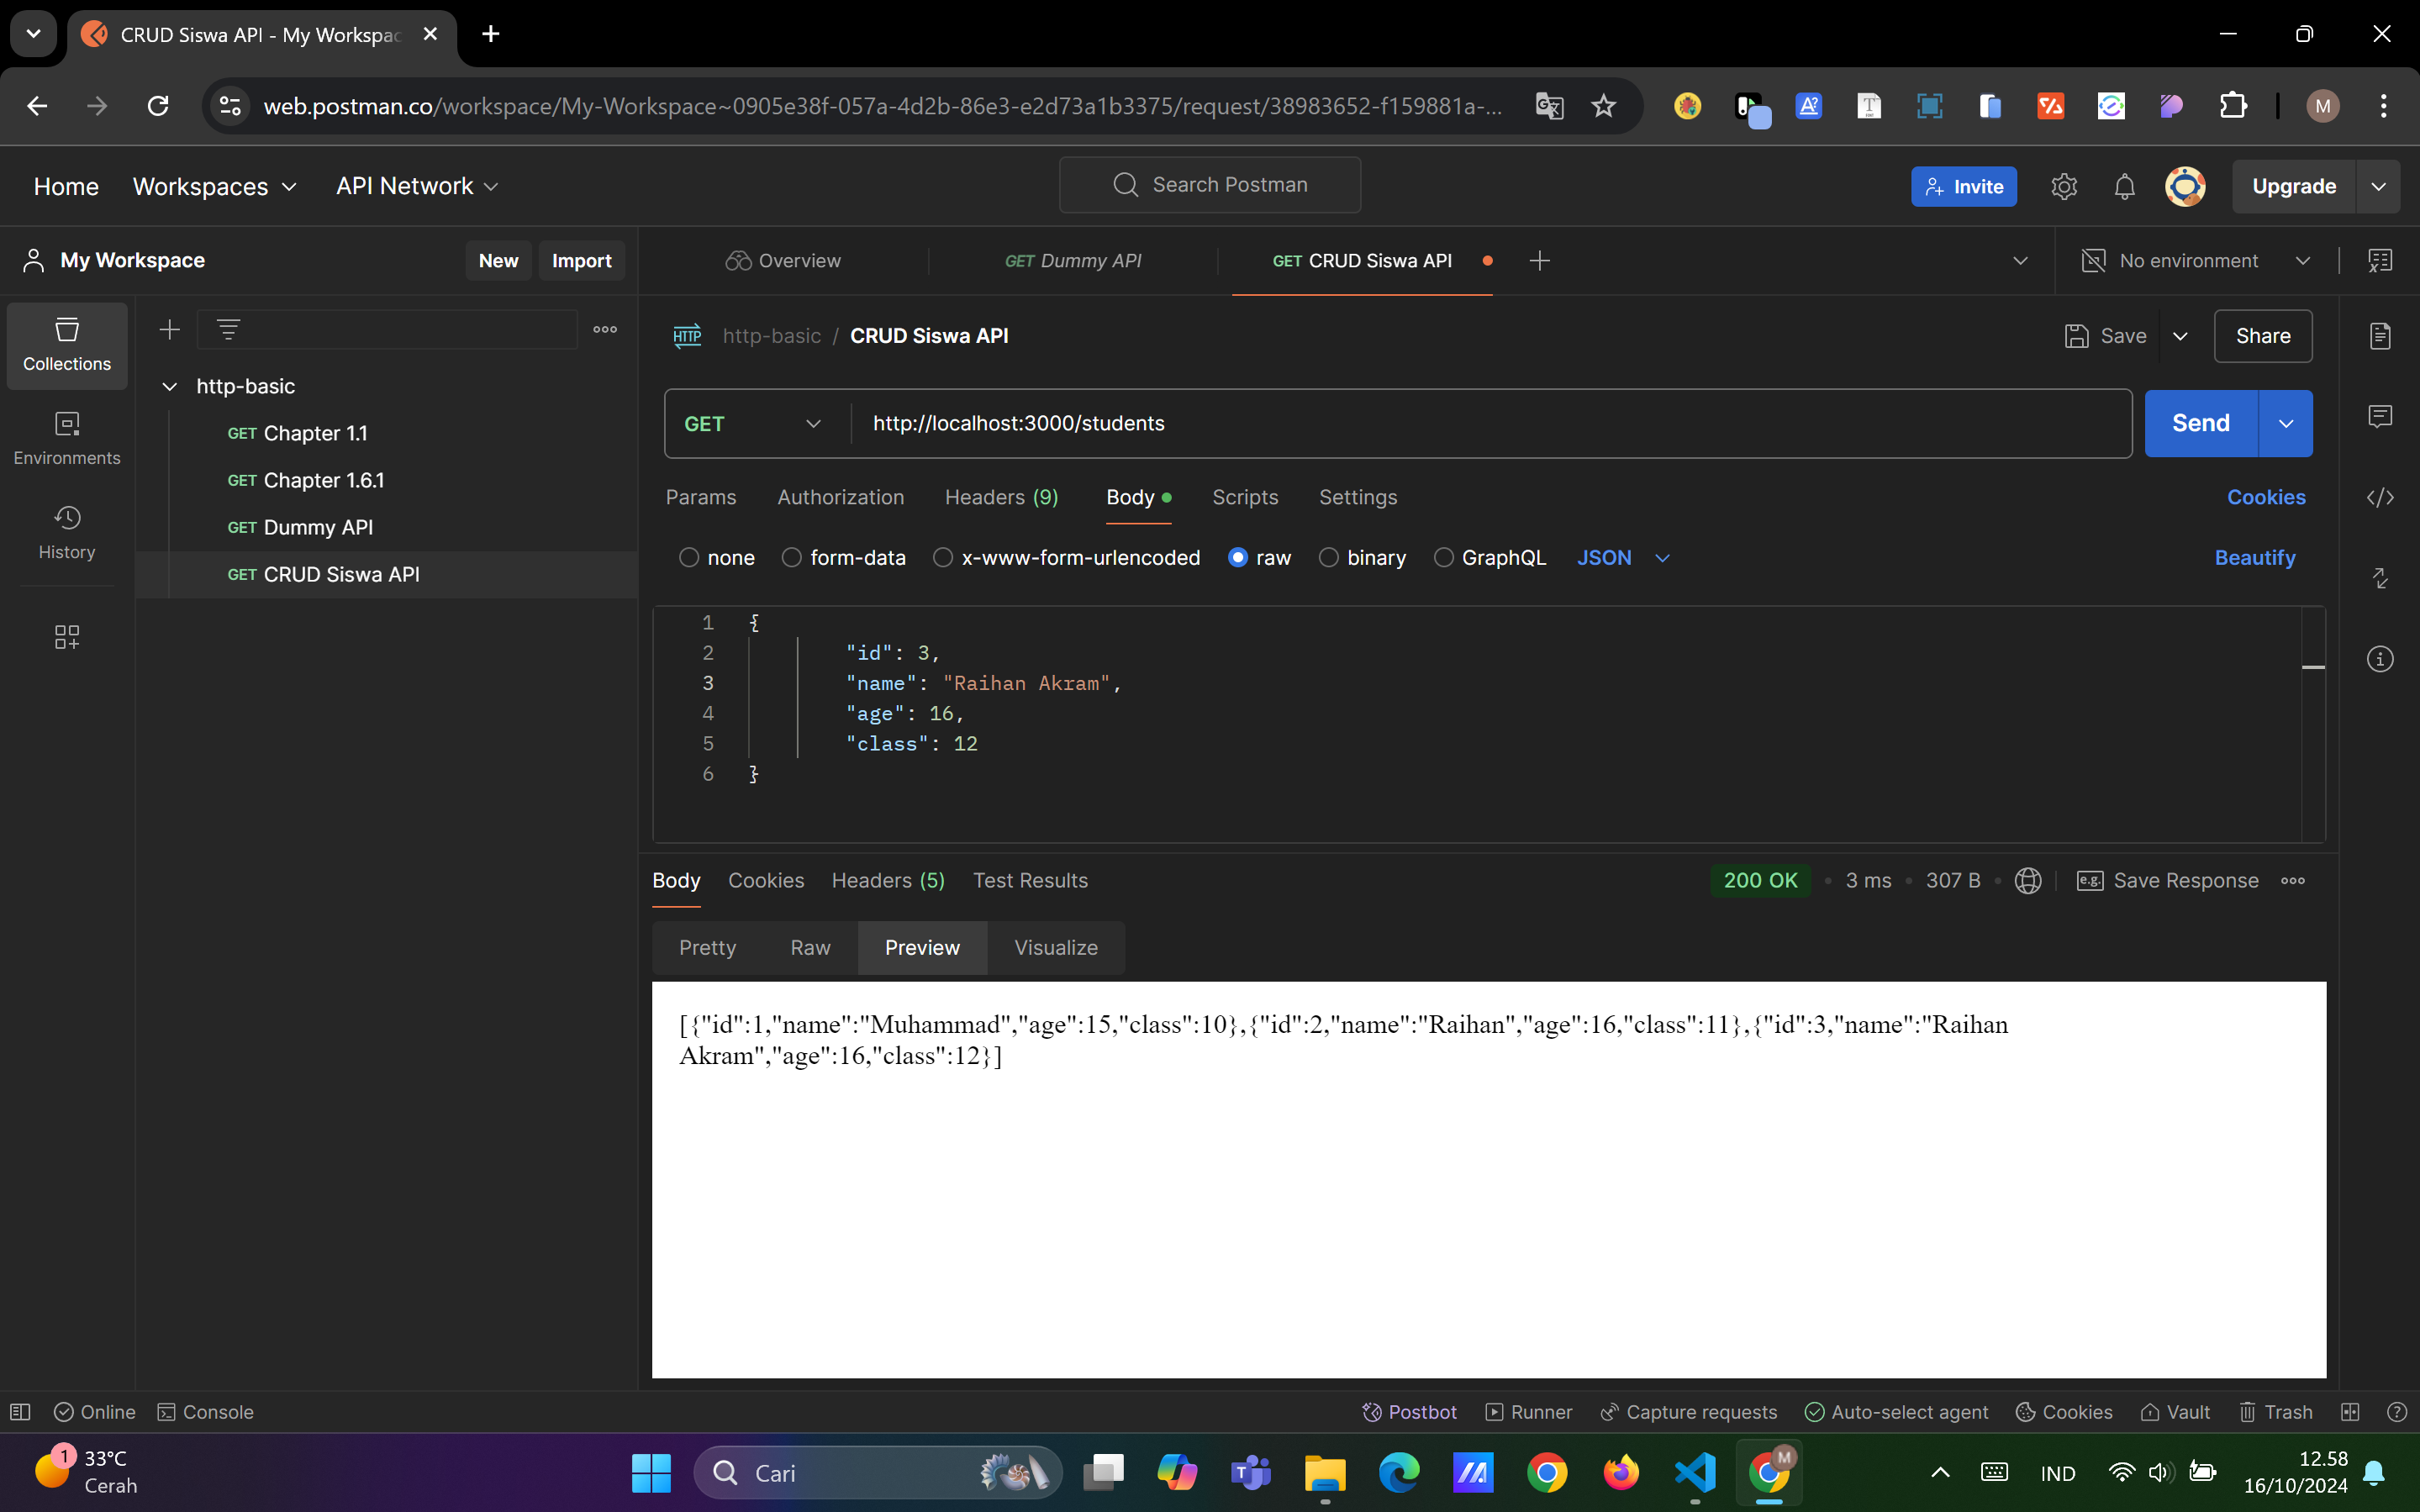 CRUD Siswa API - My Workspac
web.postman.co/workspace/My-Workspace~0905e38f-057a-4d2b-86e3-e2d73a1b3375/request/38983652-f159881a-...
M
Home Workspaces API Network
Search Postman
Invite
Upgrade
My Workspace
New Import
Overview
GET Dummy API
GET CRUD Siswa API
No environment
Collections
Environments
History
http-basic
GET Chapter 1.1
GET Chapter 1.6.1
GET Dummy API
GET CRUD Siswa API
HTTP http-basic / CRUD Siswa API
Save
Share
GET http://localhost:3000/students
Send
Params Authorization Headers (9) Body Scripts Settings
Cookies
none form-data x-www-form-urlencoded raw binary GraphQL JSON
Beautify
1 {
2 "id": 3,
3 "name": "Raihan Akram",
4 "age": 16,
5 "class": 12
6 }
Body Cookies Headers (5) Test Results
200 OK 3 ms 307 B
e.g. Save Response
Pretty Raw Preview Visualize
[{"id":1,"name":"Muhammad","age":15,"class":10},{"id":2,"name":"Raihan","age":16,"class":11},{"id":3,"name":"Raihan
Akram","age":16,"class":12}]
Online Console
Postbot Runner Capture requests Auto-select agent Cookies Vault Trash
1
33°C
Cerah
Cari
M
IND
12.58
16/10/2024